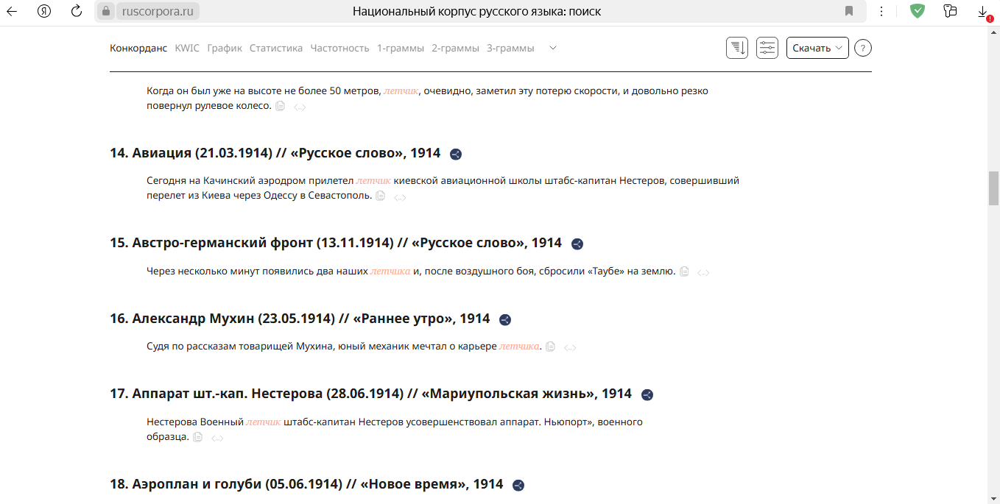 ruscorpora.ru Национальный корпус русского языка: поиск
Конкорданс KWIC График Статистика Частотность 1-граммы 2-граммы 3-граммы Скачать ?
Когда он был уже на высоте не более 50 метров, летчик, очевидно, заметил эту потерю скорости, и довольно резко
повернул рулевое колесо.
14. Авиация (21.03.1914) // «Русское слово», 1914
Сегодня на Качинский аэродром прилетел летчик киевской авиационной школы штабс-капитан Нестеров, совершивший
перелет из Киева через Одессу в Севастополь.
15. Австро-германский фронт (13.11.1914) // «Русское слово», 1914
Через несколько минут появились два наших летчика и, после воздушного боя, сбросили «Таубе» на землю.
16. Александр Мухин (23.05.1914) // «Раннее утро», 1914
Судя по рассказам товарищей Мухина, юный механик мечтал о карьере летчика.
17. Аппарат шт.-кап. Нестерова (28.06.1914) // «Мариупольская жизнь», 1914
Нестерова Военный летчик штабс-капитан Нестеров усовершенствовал аппарат. Ньюпорт», военного
образца.
18. Аэроплан и голуби (05.06.1914) // «Новое время», 1914